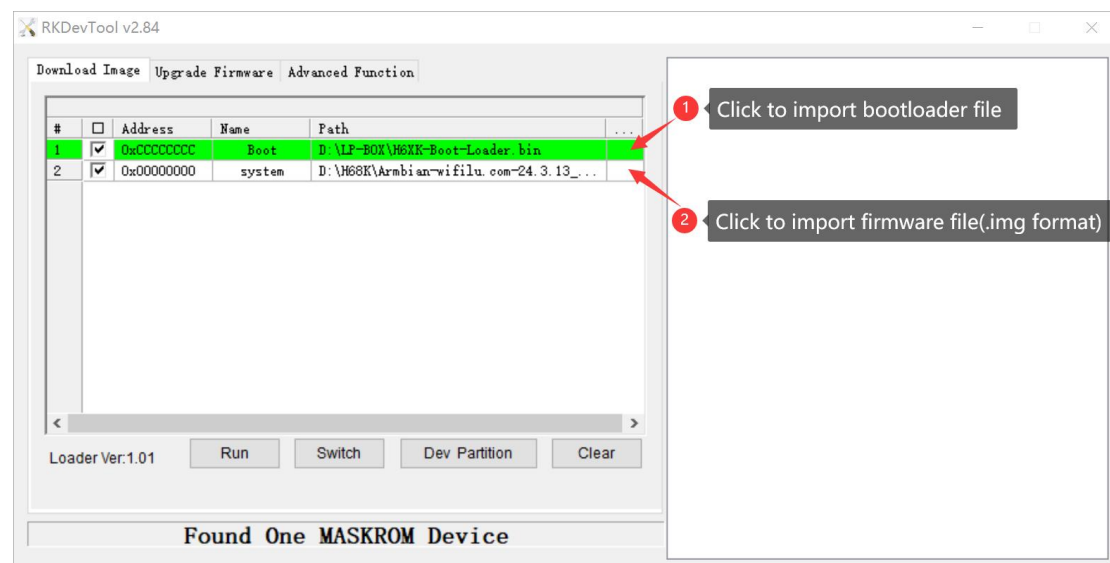 RKDevTool v2.84
Download Image Upgrade Firmware Advanced Function
# Address Name Path ...
1 0xCCCCCCCC Boot D:\LP-BOX\H6XK-Boot-Loader.bin
2 0x00000000 system D:\H68K\Armbian-wifilu.com-24.3.13_...
1 Click to import bootloader file
2 Click to import firmware file(.img format)
Loader Ver:1.01 Run Switch Dev Partition Clear
Found One MASKROM Device